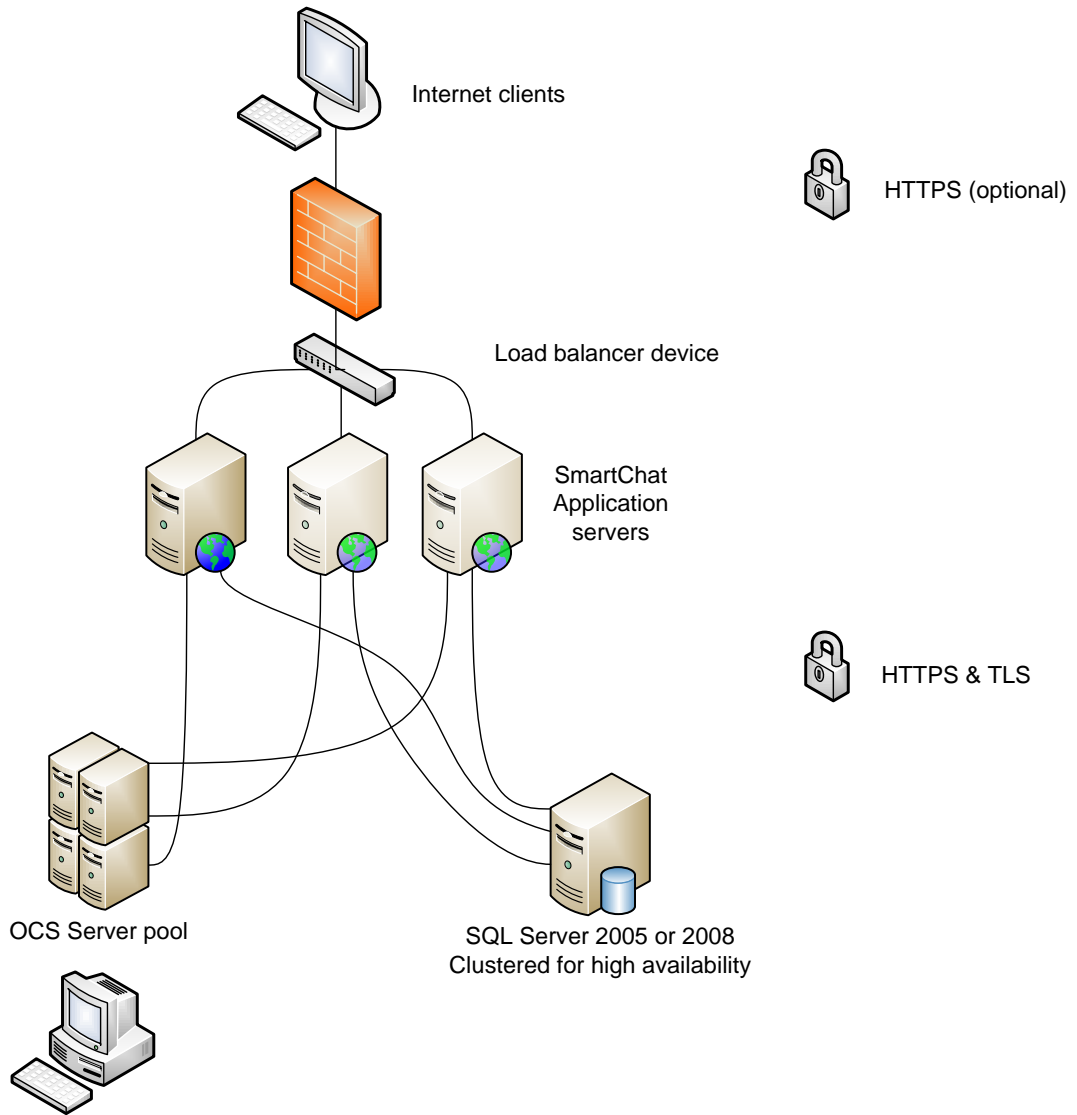 Internet clients
HTTPS (optional)
Load balancer device
SmartChat
Application
servers
HTTPS & TLS
OCS Server pool
SQL Server 2005 or 2008
Clustered for high availability